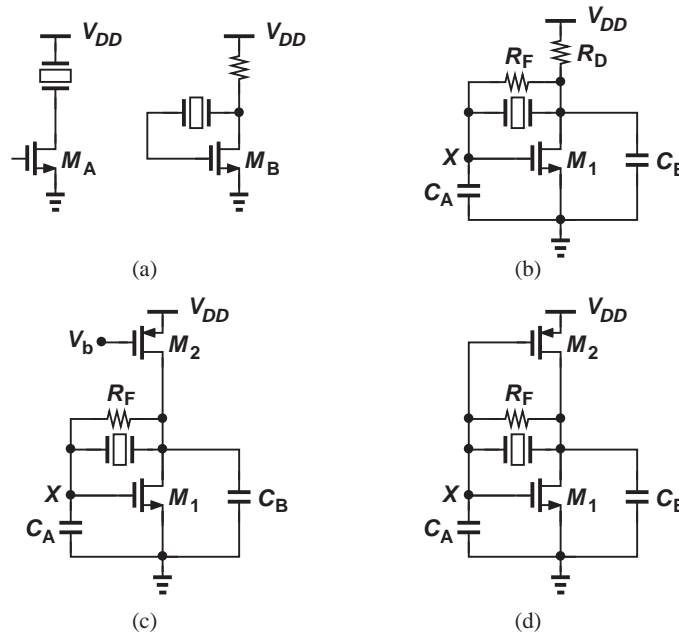 V_DD V_DD
M_A M_B
(a)
V_DD
R_F R_D
X M_1
C_A C_B
(b)
V_DD
V_b M_2
R_F
X M_1
C_A C_B
(c)
V_DD
M_2
R_F
X M_1
C_A C_B
(d)